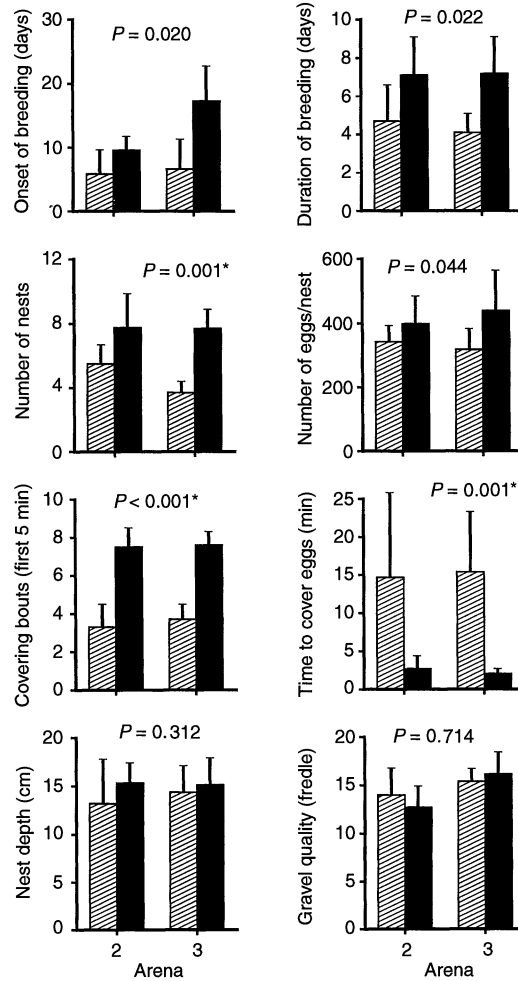 Onset of breeding (days)
30
20
10
0
P = 0.020
Duration of breeding (days)
10
8
6
4
2
0
P = 0.022
Number of nests
12
8
4
0
P = 0.001*
Number of eggs/nest
600
400
200
0
P = 0.044
Covering bouts (first 5 min)
10
8
6
4
2
0
P < 0.001*
Time to cover eggs (min)
25
20
15
10
5
0
P = 0.001*
Nest depth (cm)
20
15
10
5
0
P = 0.312
2 3
Arena
Gravel quality (fredle)
20
15
10
5
0
P = 0.714
2 3
Arena